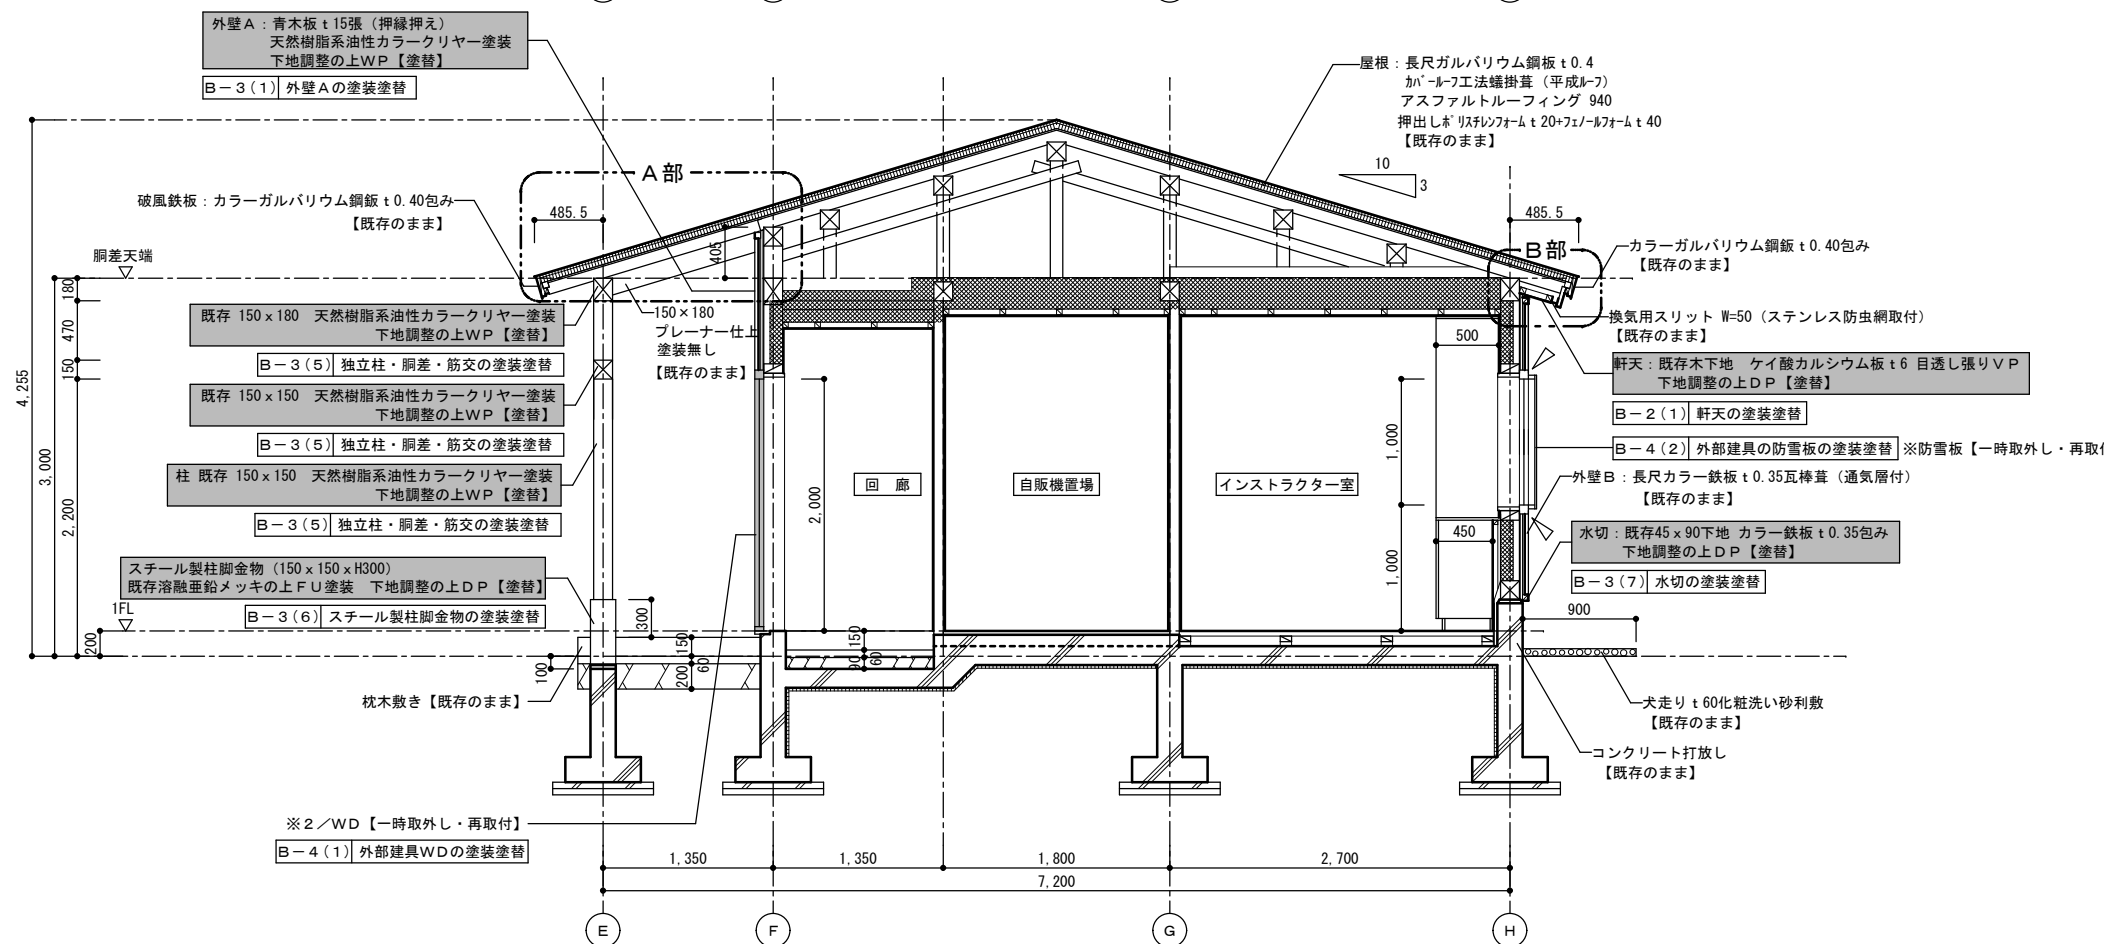 外壁A：青木板ｔ15張（押縁押え）
天然樹脂系油性カラークリヤー塗装
下地調整の上ＷＰ【塗替】
Ｂ－３(１) 外壁Ａの塗装塗替
屋根：長尺ガルバリウム鋼板ｔ0.4
ｶﾊﾞｰﾙｰﾌ工法蟻掛葺（平成ﾙｰﾌ）
アスファルトルーフィング 940
押出しﾎﾟﾘｽﾁﾚﾝﾌｫｰﾑｔ20+ﾌｪﾉｰﾙﾌｫｰﾑｔ40
【既存のまま】
10
3
A部
破風鉄板：カラーガルバリウム鋼鈑ｔ0.40包み
【既存のまま】
485.5
405
485.5
B部
カラーガルバリウム鋼鈑ｔ0.40包み
【既存のまま】
胴差天端
180
470
150
2,200
3,000
4,255
200
既存 150ｘ180　天然樹脂系油性カラークリヤー塗装
下地調整の上ＷＰ【塗替】
Ｂ－３(５) 独立柱・胴差・筋交の塗装塗替
既存 150ｘ150　天然樹脂系油性カラークリヤー塗装
下地調整の上ＷＰ【塗替】
Ｂ－３(５) 独立柱・胴差・筋交の塗装塗替
柱 既存 150ｘ150　天然樹脂系油性カラークリヤー塗装
下地調整の上ＷＰ【塗替】
Ｂ－３(５) 独立柱・胴差・筋交の塗装塗替
スチール製柱脚金物（150ｘ150ｘH300）
既存溶融亜鉛メッキの上ＦＵ塗装　下地調整の上ＤＰ【塗替】
Ｂ－３(６) スチール製柱脚金物の塗装塗替
1FL
150×180
プレーナー仕上
塗装無し
【既存のまま】
換気用スリット W=50（ステンレス防虫網取付）
【既存のまま】
軒天：既存木下地　ケイ酸カルシウム板ｔ6 目透し張りＶＰ
下地調整の上ＤＰ【塗替】
Ｂ－２(１) 軒天の塗装塗替
Ｂ－４(２) 外部建具の防雪板の塗装塗替 ※防雪板【一時取外し・再取付
外壁Ｂ：長尺カラー鉄板ｔ0.35瓦棒葺（通気層付）
【既存のまま】
水切：既存45ｘ90下地 カラー鉄板ｔ0.35包み
下地調整の上ＤＰ【塗替】
Ｂ－３(７) 水切の塗装塗替
500
1,000
450
1,000
2,000
回　廊
自販機置場
インストラクター室
900
300
150
60
200
100
150
60
90
枕木敷き【既存のまま】
犬走りｔ60化粧洗い砂利敷
【既存のまま】
コンクリート打放し
【既存のまま】
※２／ＷＤ【一時取外し・再取付】
Ｂ－４(１) 外部建具ＷＤの塗装塗替
1,350
1,350
1,800
2,700
7,200
E
F
G
H